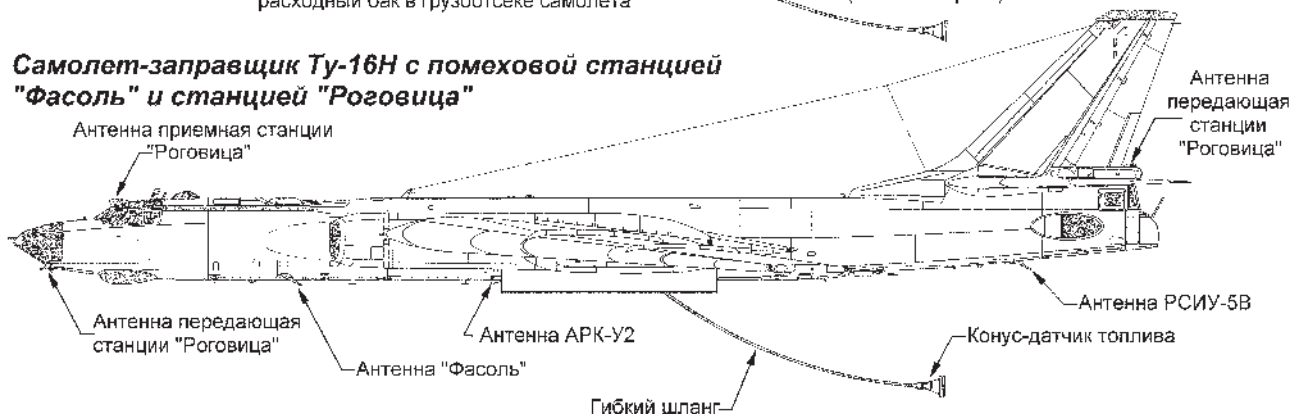 расходный бак в грузоотсеке самолета
Самолет-заправщик Ту-16Н с помеховой станцией
"Фасоль" и станцией "Роговица"
Антенна приемная станции
"Роговица"
Антенна
передающая
станции
"Роговица"
Антенна передающая
станции "Роговица"
Антенна "Фасоль"
Антенна АРК-У2
Антенна РСИУ-5В
Конус-датчик топлива
Гибкий шланг